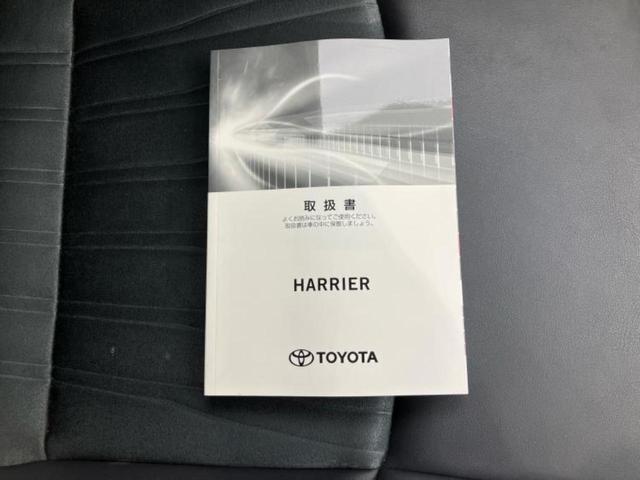 取扱書
よくお読みになってご使用ください。
取扱書は車の中に保管しましょう。
HARRIER
TOYOTA